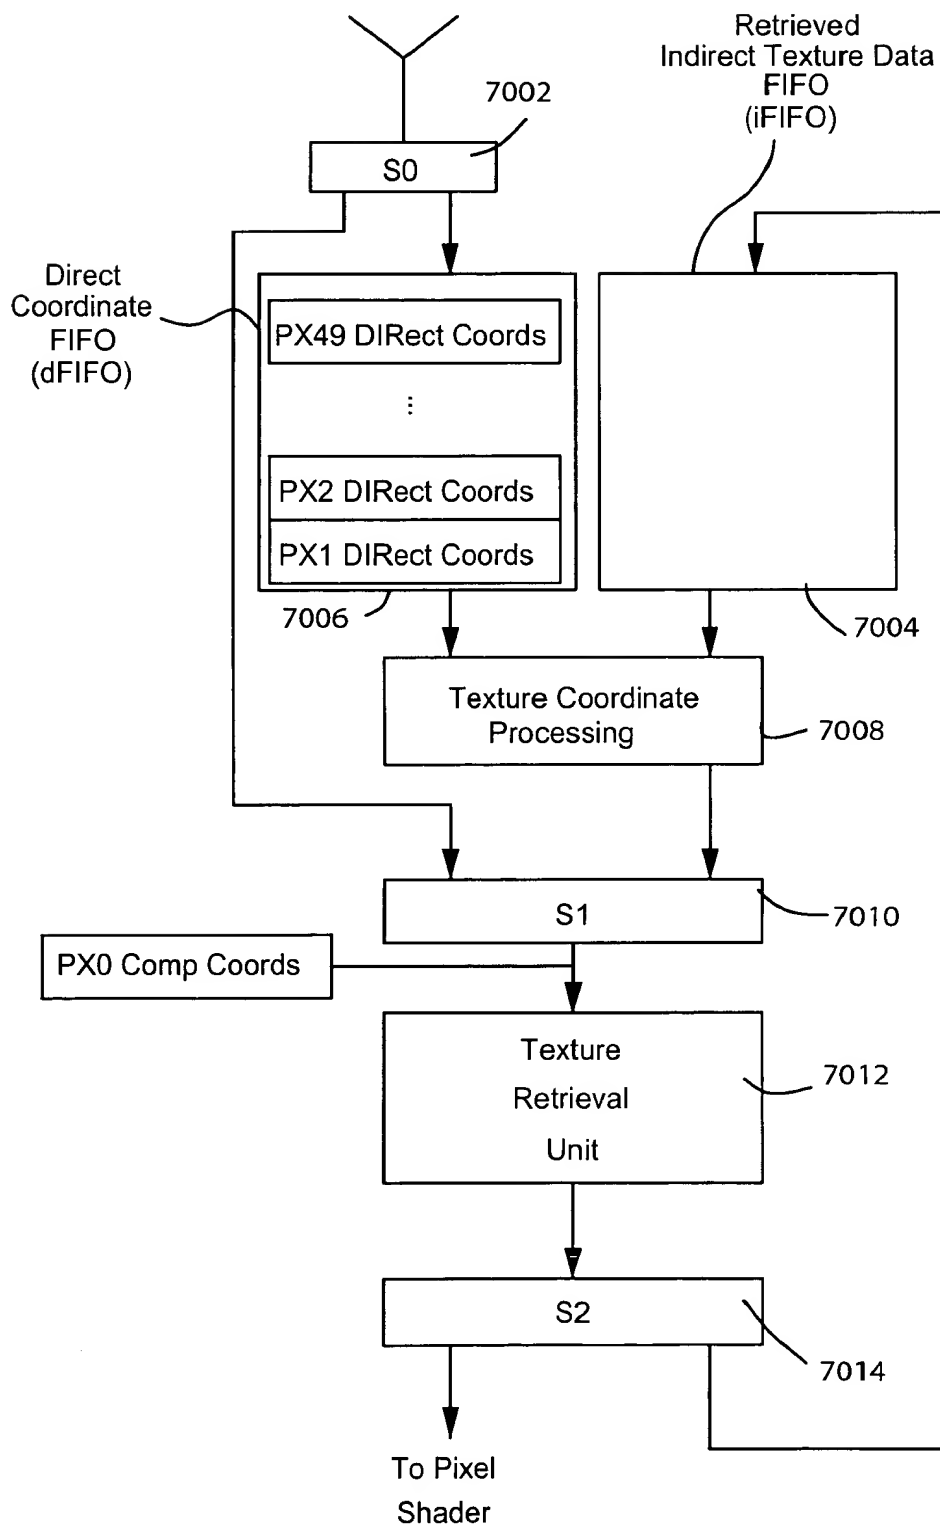 Retrieved
Indirect Texture Data
FIFO
(iFIFO)
7002
S0
Direct
Coordinate
FIFO
(dFIFO)
PX49 DIRect Coords
...
PX2 DIRect Coords
PX1 DIRect Coords
7006
7004
Texture Coordinate
Processing
7008
S1
7010
PX0 Comp Coords
Texture
Retrieval
Unit
7012
S2
7014
To Pixel
Shader